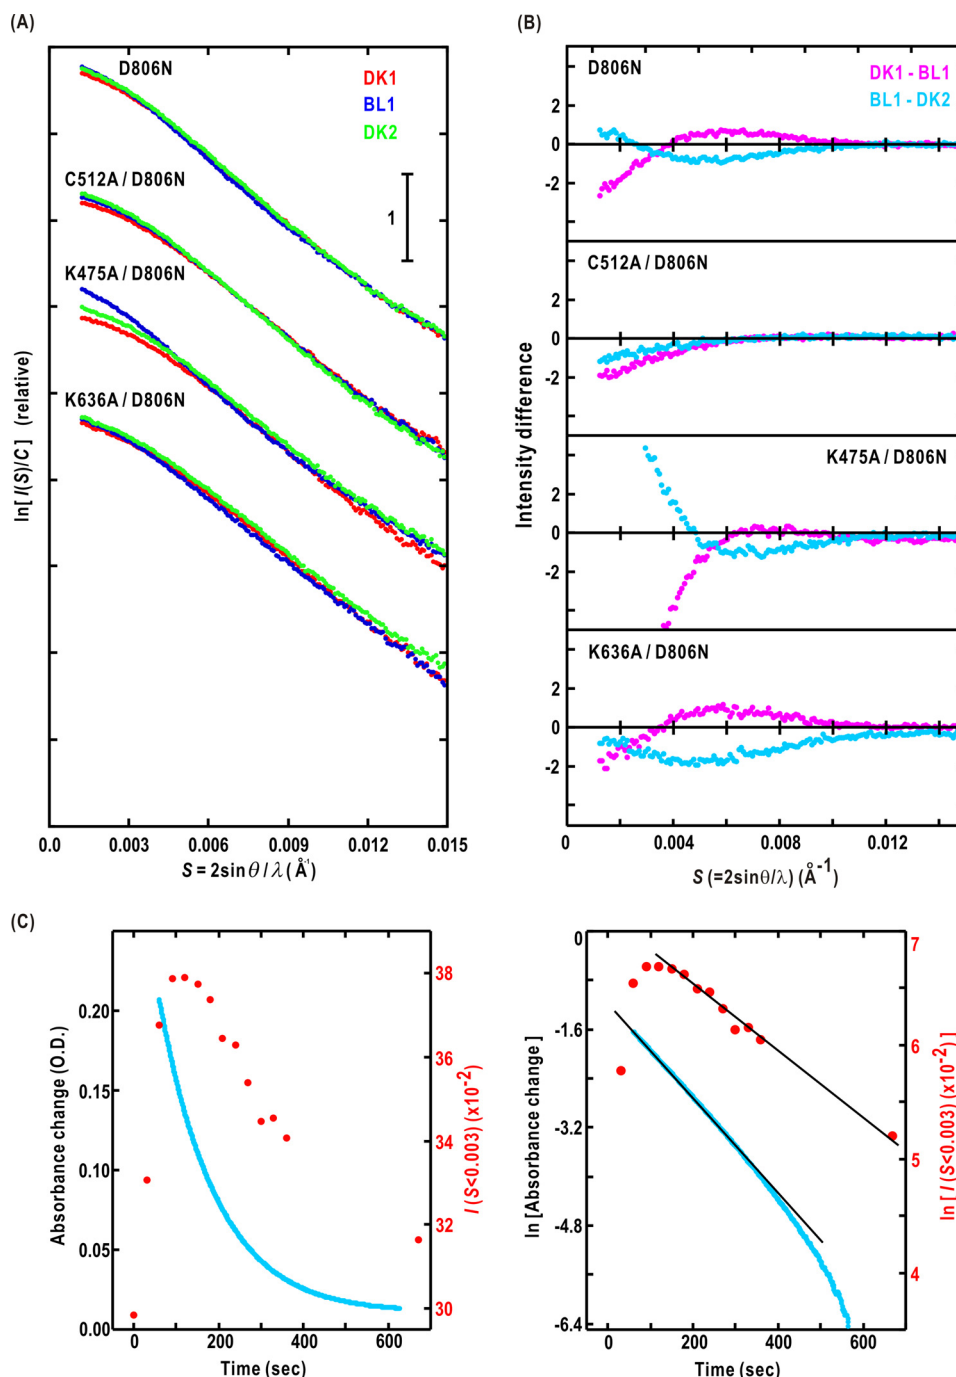 (A)
D806N
DK1
BL1
DK2
C512A / D806N
1
K475A / D806N
K636A / D806N
ln[ I(S)/C ] (relative)
0.0 0.003 0.006 0.009 0.012 0.015
S = 2sin θ / λ ( Å⁻¹)
(B)
D806N
DK1 - BL1
BL1 - DK2
2
0
-2
C512A / D806N
2
0
-2
K475A / D806N
0
-2
K636A / D806N
2
0
-2
Intensity difference
0 0.004 0.008 0.012
S (=2sinθ/λ) (Å⁻¹)
(C)
0.20
0.15
0.10
0.05
0.00
Absorbance change (O.D.)
0 200 400 600
Time (sec)
38
36
34
32
30
I (S<0.003) (x10⁻²)
0
-1.6
-3.2
-4.8
-6.4
ln [Absorbance change ]
0 200 400 600
Time (sec)
7
6
5
4
ln [ I (S<0.003) (x10⁻²) ]